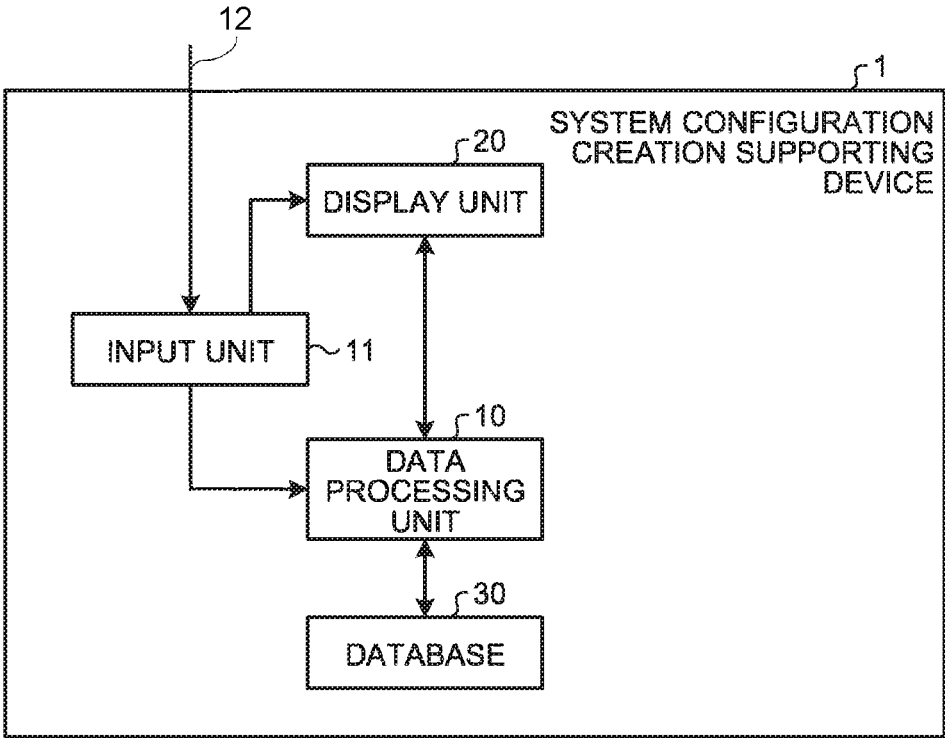 12
1
SYSTEM CONFIGURATION
CREATION SUPPORTING
DEVICE
20
DISPLAY UNIT
INPUT UNIT
11
10
DATA
PROCESSING
UNIT
30
DATABASE